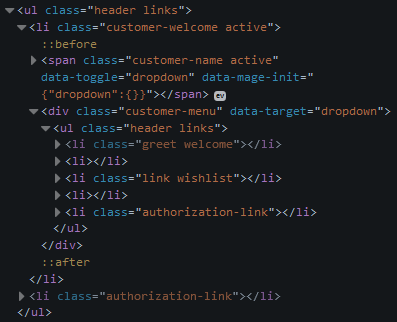 <ul class="header links">
<li class="customer-welcome active">
::before
<span class="customer-name active"
data-toggle="dropdown" data-mage-init="
{"dropdown":{}}"></span> ev
<div class="customer-menu" data-target="dropdown">
<ul class="header links">
<li class="greet welcome"></li>
<li></li>
<li class="link wishlist"></li>
<li></li>
<li class="authorization-link"></li>
</ul>
</div>
::after
</li>
<li class="authorization-link"></li>
</ul>